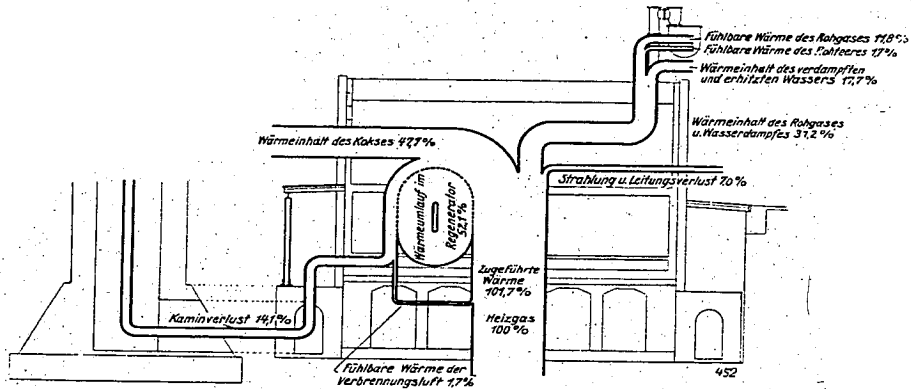 Fühlbare Wärme des Rohgases 11,8%
Fühlbare Wärme des Rohteeres 1,7%
Wärmeinhalt des verdampften
und erhitzten Wassers 17,7%
Wärmeinhalt des Rohgases
u. Wasserdampfes 31,2%
Wärmeinhalt des Kokses 47,7%
Strahlung u. Leitungsverlust 7,0%
Wärmeumlauf im
Regenerator
52,1%
Zugeführte
Wärme
101,7%
Heizgas
100%
Kaminverlust 14,1%
Fühlbare Wärme der
Verbrennungsluft 1,7%
452